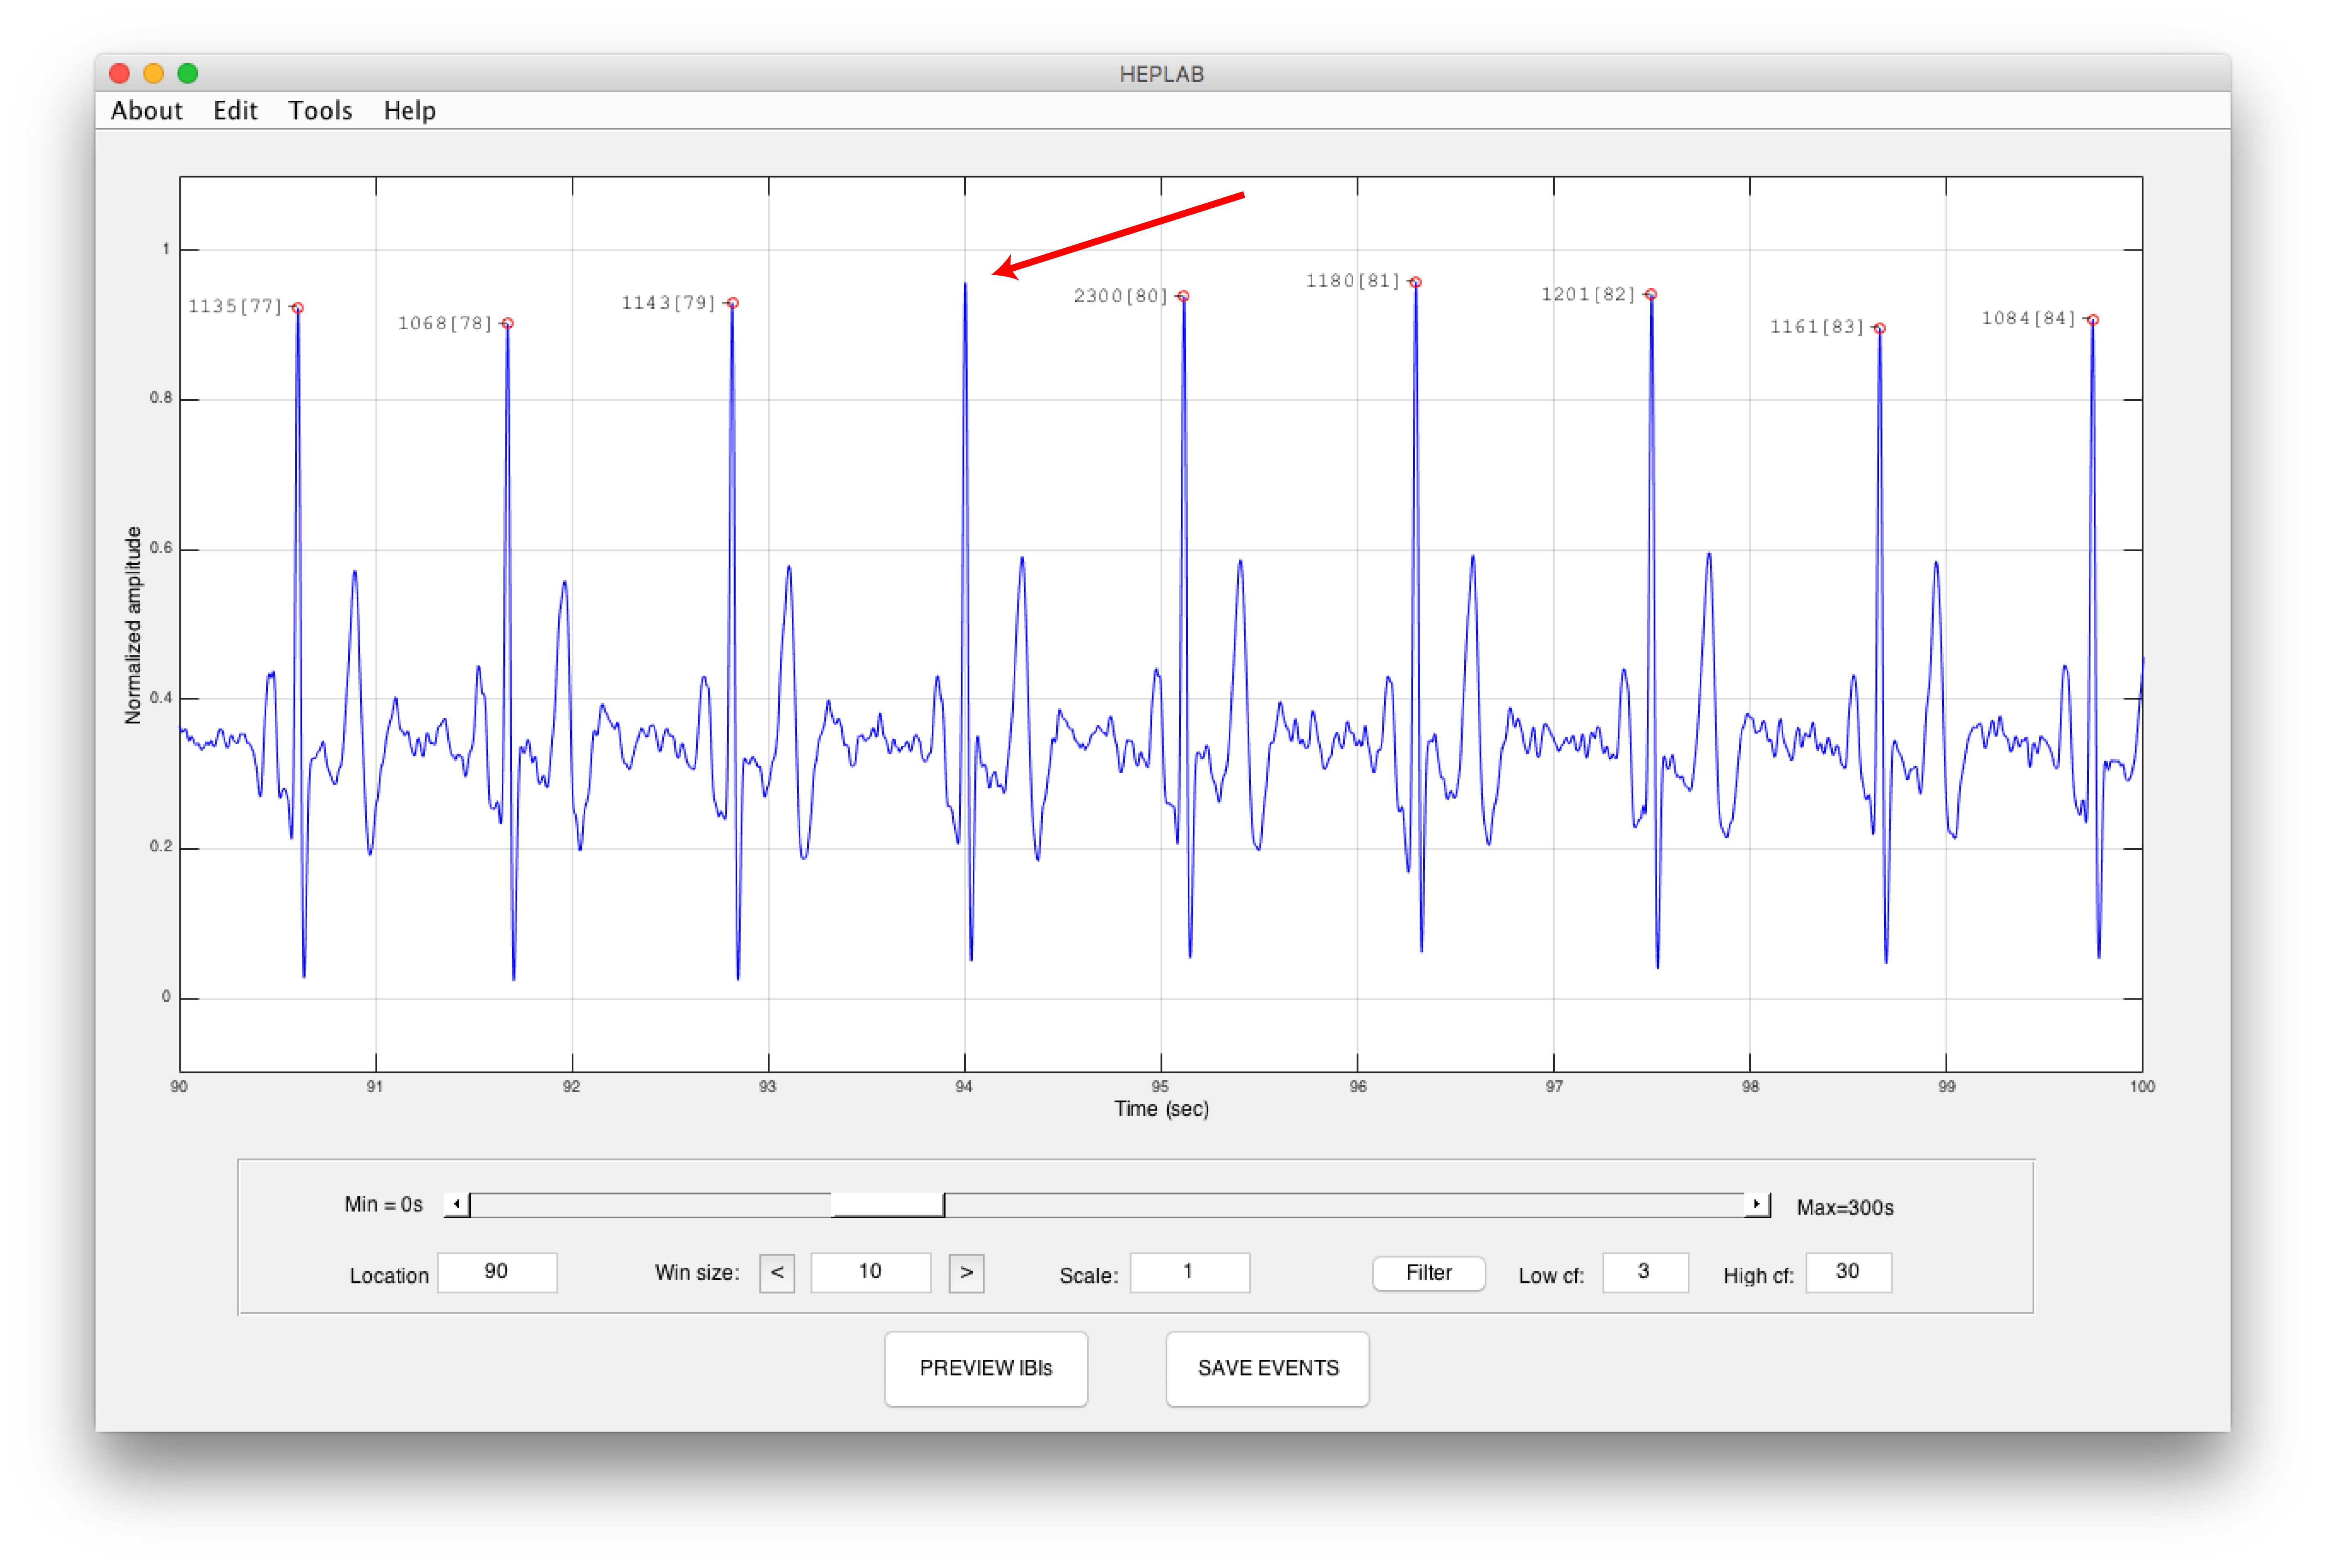 HEPLAB
About Edit Tools Help
1
0.8
0.6
0.4
0.2
0
Normalized amplitude
1135[77]
1068[78]
1143[79]
2300[80]
1180[81]
1201[82]
1161[83]
1084[84]
90 91 92 93 94 95 96 97 98 99 100
Time (sec)
Min = 0s Max=300s
Location 90 Win size: < 10 > Scale: 1 Filter Low cf: 3 High cf: 30
PREVIEW IBIs SAVE EVENTS